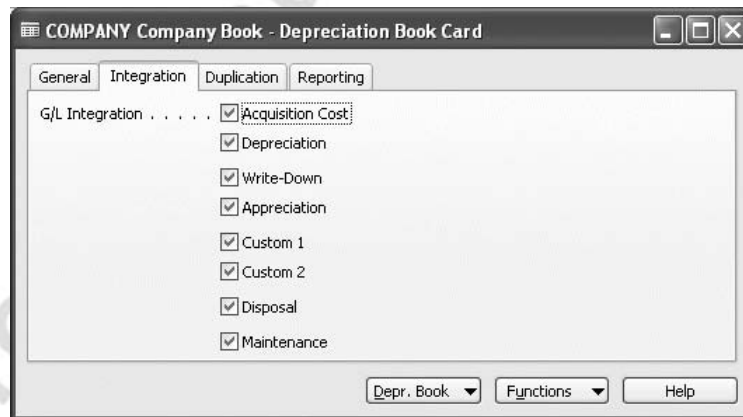 COMPANY Company Book - Depreciation Book Card
General Integration Duplication Reporting
G/L Integration . . . . . Acquisition Cost
Depreciation
Write-Down
Appreciation
Custom 1
Custom 2
Disposal
Maintenance
Depr. Book Functions Help